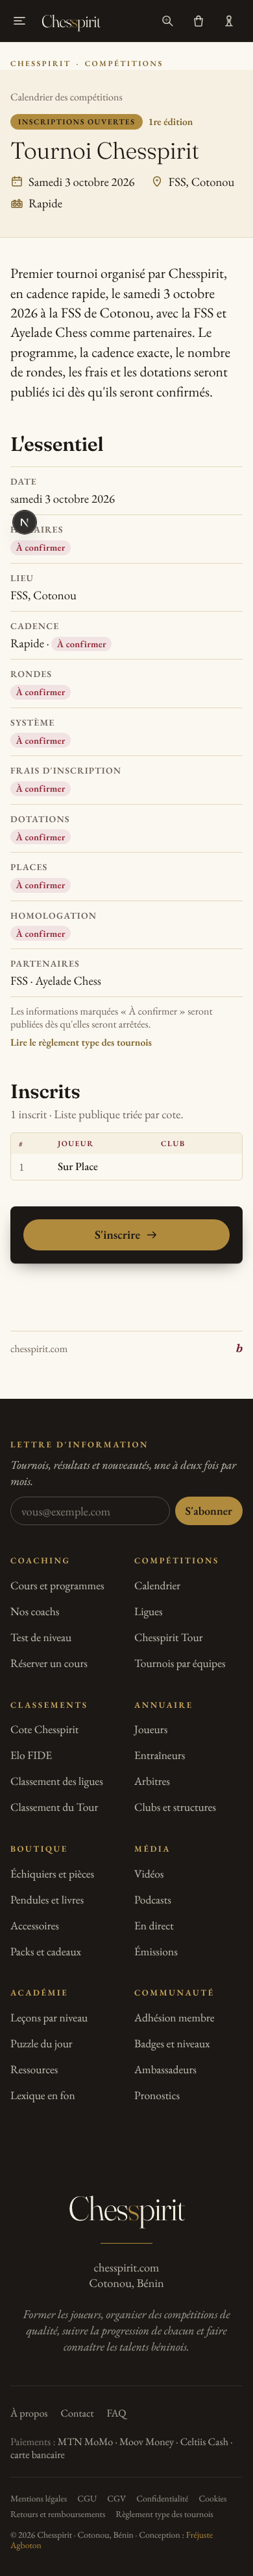 Chesspirit
CHESSPIRIT · COMPÉTITIONS
Calendrier des compétitions
INSCRIPTIONS OUVERTES 1re édition
Tournoi Chesspirit
Samedi 3 octobre 2026 FSS, Cotonou
Rapide
Premier tournoi organisé par Chesspirit,
en cadence rapide, le samedi 3 octobre
2026 à la FSS de Cotonou, avec la FSS et
Ayelade Chess comme partenaires. Le
programme, la cadence exacte, le nombre
de rondes, les frais et les dotations seront
publiés ici dès qu'ils seront confirmés.
L'essentiel
DATE
samedi 3 octobre 2026
N
À confirmer
LIEU
FSS, Cotonou
CADENCE
Rapide · À confirmer
RONDES
À confirmer
SYSTÈME
À confirmer
FRAIS D'INSCRIPTION
À confirmer
DOTATIONS
À confirmer
PLACES
À confirmer
HOMOLOGATION
À confirmer
PARTENAIRES
FSS · Ayelade Chess
Les informations marquées « À confirmer » seront
publiées dès qu'elles seront arrêtées.
Lire le règlement type des tournois
Inscrits
1 inscrit · Liste publique triée par cote.
# JOUEUR CLUB
1 Sur Place
S'inscrire →
chesspirit.com b
LETTRE D'INFORMATION
Tournois, résultats et nouveautés, une à deux fois par
mois.
vous@exemple.com S'abonner
COACHING
Cours et programmes
Nos coachs
Test de niveau
Réserver un cours
COMPÉTITIONS
Calendrier
Ligues
Chesspirit Tour
Tournois par équipes
CLASSEMENTS
Cote Chesspirit
Elo FIDE
Classement des ligues
Classement du Tour
ANNUAIRE
Joueurs
Entraîneurs
Arbitres
Clubs et structures
BOUTIQUE
Échiquiers et pièces
Pendules et livres
Accessoires
Packs et cadeaux
MÉDIA
Vidéos
Podcasts
En direct
Émissions
ACADÉMIE
Leçons par niveau
Puzzle du jour
Ressources
Lexique en fon
COMMUNAUTÉ
Adhésion membre
Badges et niveaux
Ambassadeurs
Pronostics
Chesspirit
chesspirit.com
Cotonou, Bénin
Former les joueurs, organiser des compétitions de
qualité, suivre la progression de chacun et faire
connaître les talents béninois.
À propos Contact FAQ
Paiements : MTN MoMo · Moov Money · Celtiis Cash ·
carte bancaire
Mentions légales CGU CGV Confidentialité Cookies
Retours et remboursements Règlement type des tournois
© 2026 Chesspirit · Cotonou, Bénin · Conception : Fréjuste
Agboton